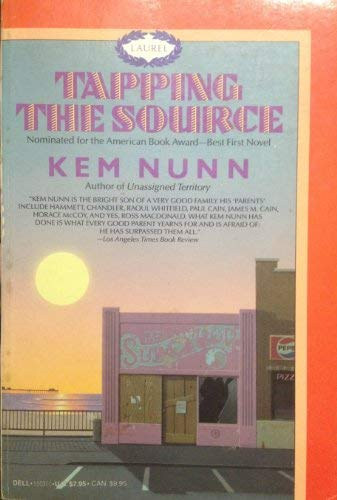 LAUREL
TAPPING
THE SOURCE
Nominated for the American Book Award—Best First Novel
KEM NUNN
Author of Unassigned Territory
"KEM NUNN IS THE BRIGHT SON OF A VERY GOOD FAMILY. HIS 'PARENTS'
INCLUDE HAMMETT, CHANDLER, RAOUL WHITFIELD, PAUL CAIN, JAMES M. CAIN,
HORACE McCOY, AND YES, ROSS MACDONALD. WHAT KEM NUNN HAS
DONE IS WHAT EVERY GOOD PARENT YEARNS FOR AND IS AFRAID OF:
HE HAS SURPASSED THEM ALL."
—Los Angeles Times Book Review
PEPSI
PIZZ
DELL • U.S. $7.95 • CAN $9.95